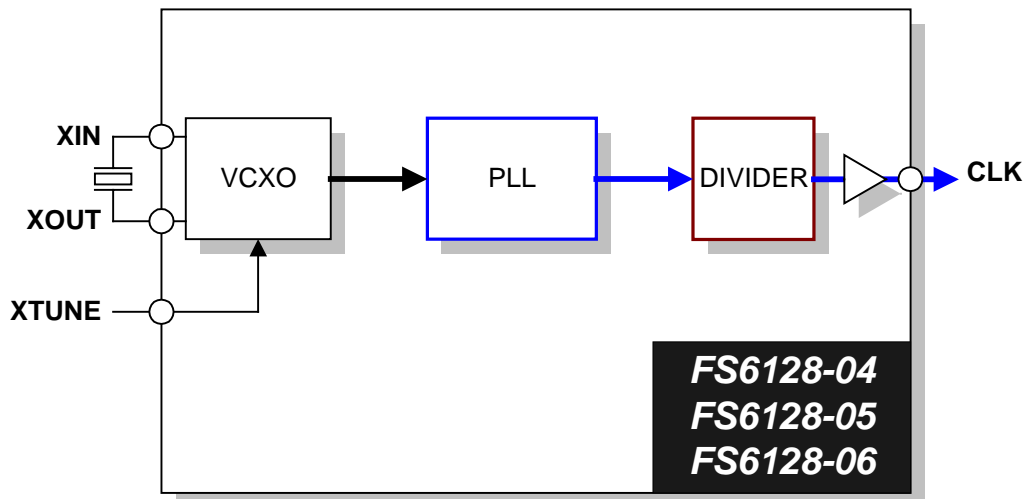 XIN
VCXO
PLL
DIVIDER
CLK
XOUT
XTUNE
FS6128-04
FS6128-05
FS6128-06